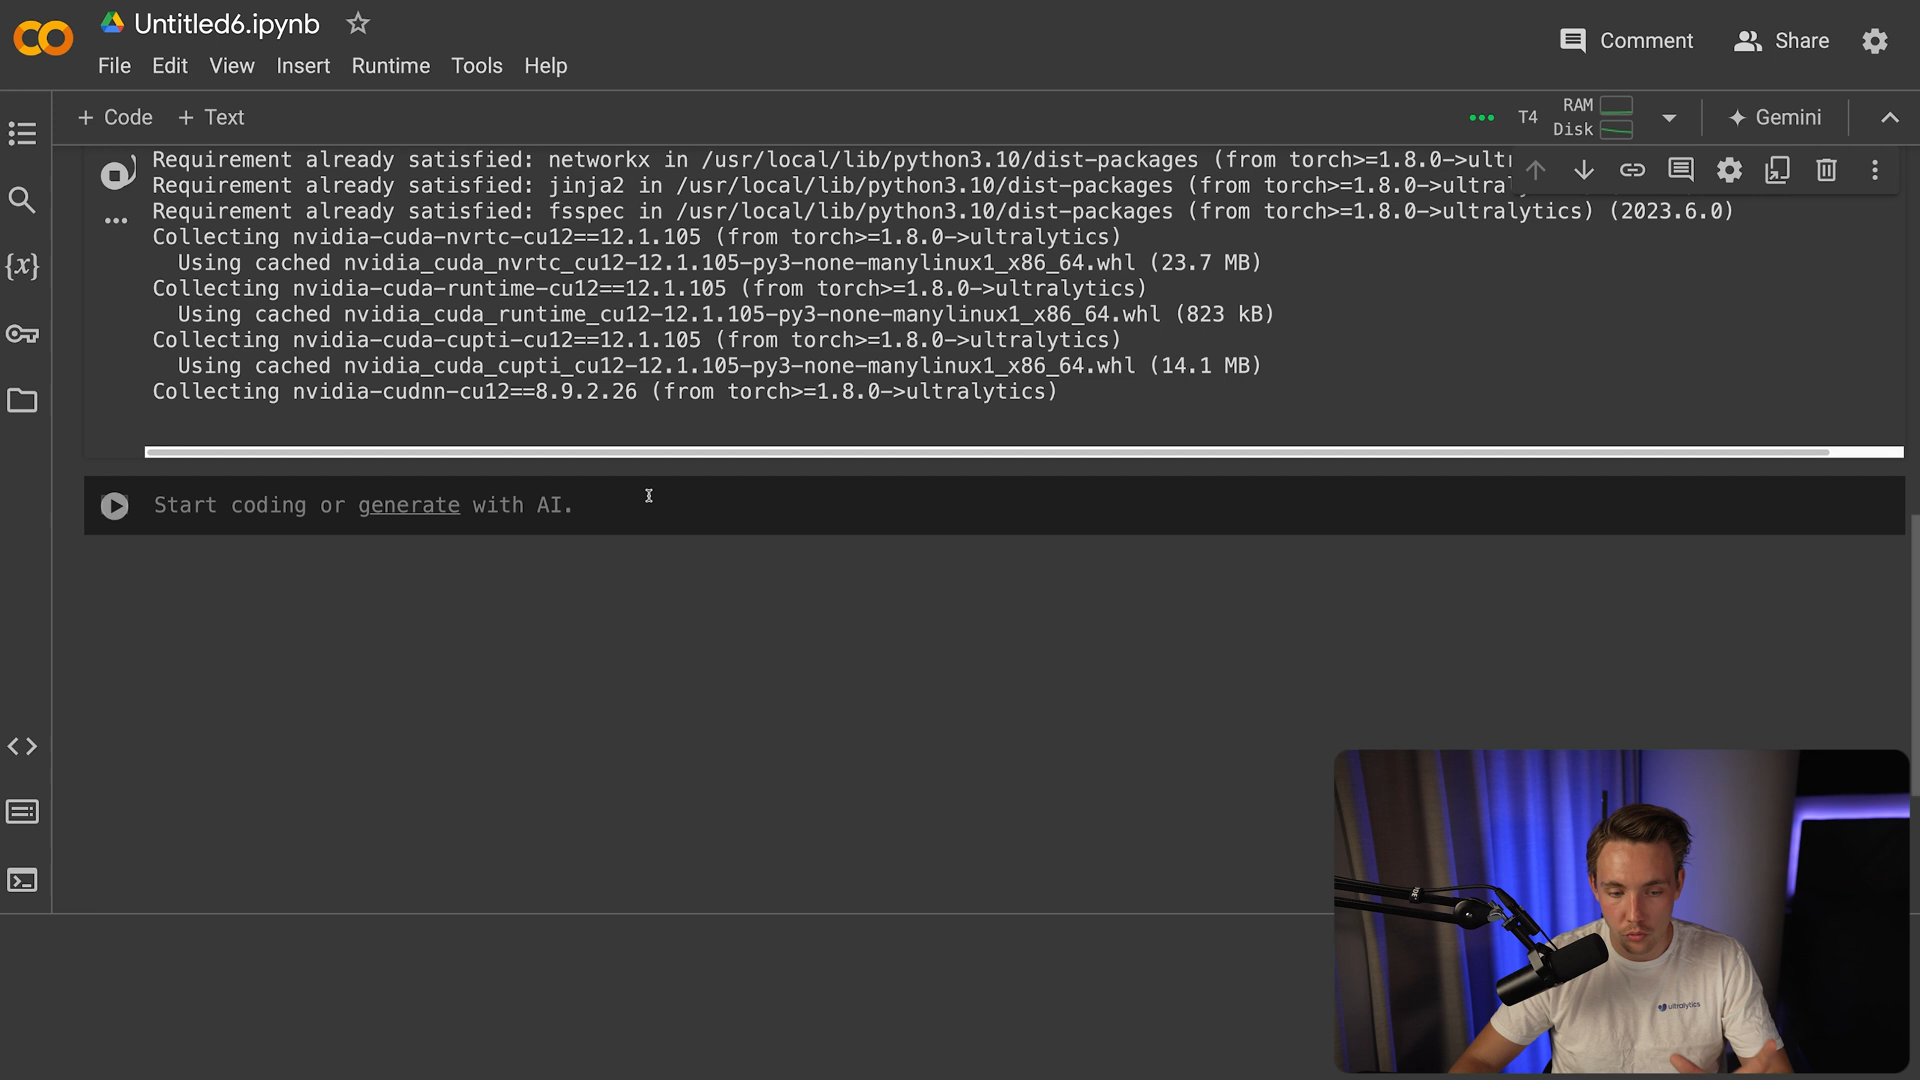 Untitled6.ipynb
Comment
Share
File Edit View Insert Runtime Tools Help
+ Code + Text
T4
RAM
Disk
Gemini
Requirement already satisfied: networkx in /usr/local/lib/python3.10/dist-packages (from torch>=1.8.0->ultr
Requirement already satisfied: jinja2 in /usr/local/lib/python3.10/dist-packages (from torch>=1.8.0->ultral
Requirement already satisfied: fsspec in /usr/local/lib/python3.10/dist-packages (from torch>=1.8.0->ultralytics) (2023.6.0)
Collecting nvidia-cuda-nvrtc-cu12==12.1.105 (from torch>=1.8.0->ultralytics)
Using cached nvidia_cuda_nvrtc_cu12-12.1.105-py3-none-manylinux1_x86_64.whl (23.7 MB)
Collecting nvidia-cuda-runtime-cu12==12.1.105 (from torch>=1.8.0->ultralytics)
Using cached nvidia_cuda_runtime_cu12-12.1.105-py3-none-manylinux1_x86_64.whl (823 kB)
Collecting nvidia-cuda-cupti-cu12==12.1.105 (from torch>=1.8.0->ultralytics)
Using cached nvidia_cuda_cupti_cu12-12.1.105-py3-none-manylinux1_x86_64.whl (14.1 MB)
Collecting nvidia-cudnn-cu12==8.9.2.26 (from torch>=1.8.0->ultralytics)
Start coding or generate with AI.
ultralytics